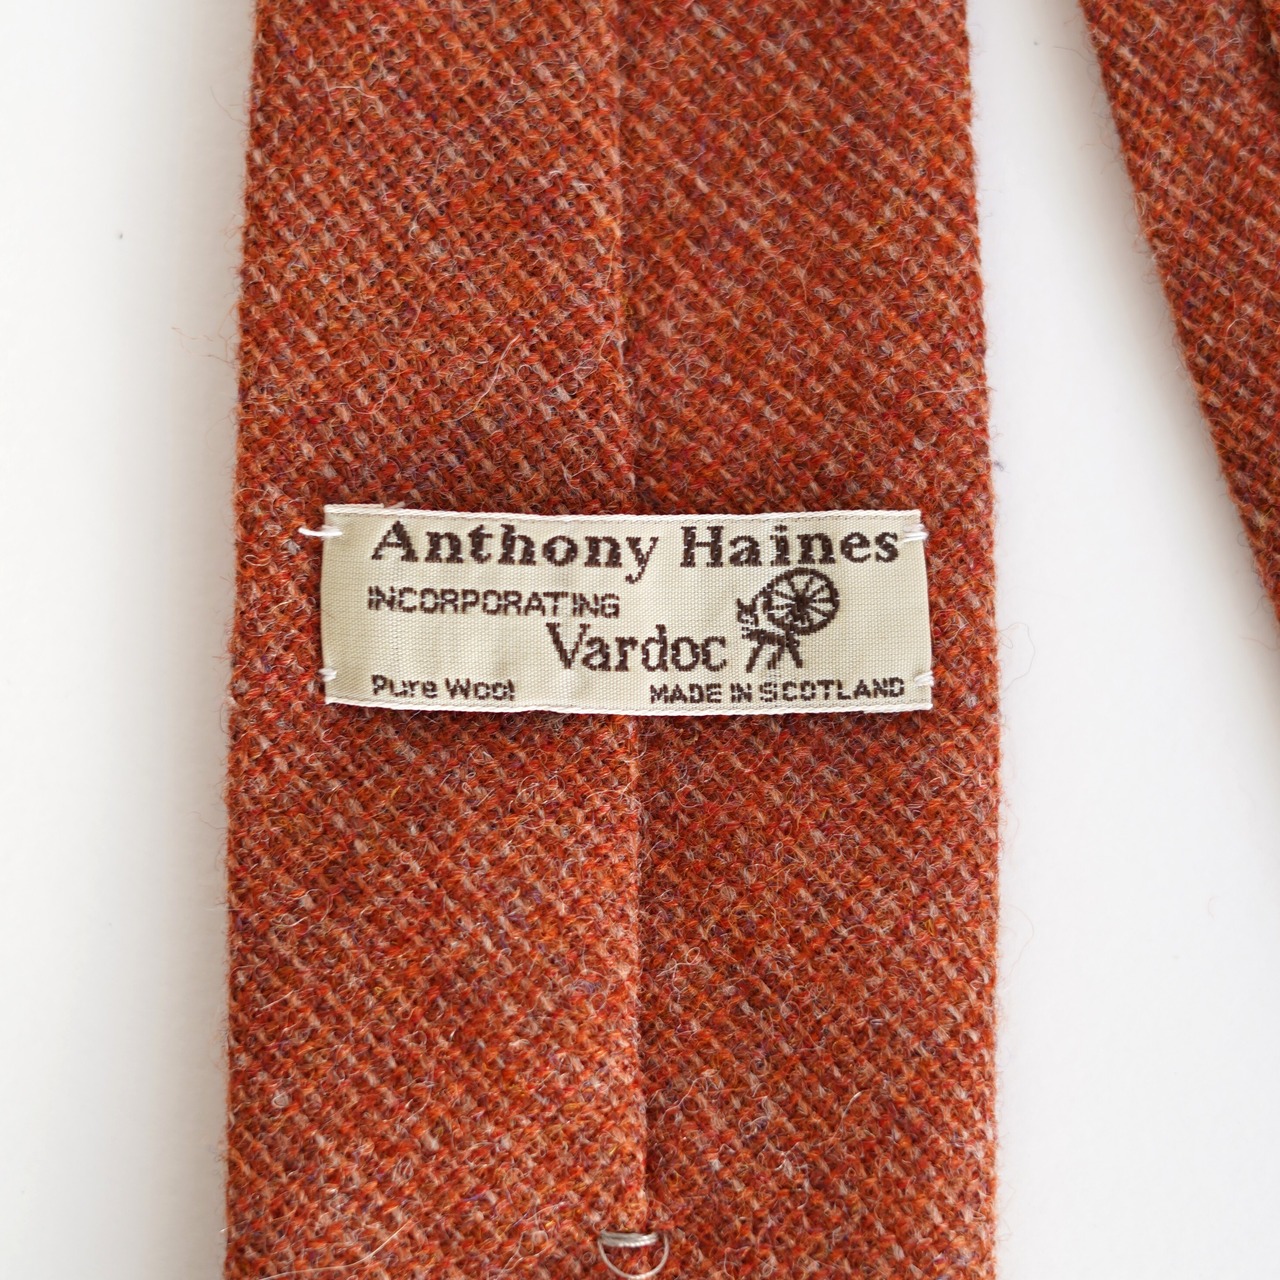 Anthony Haines
INCORPORATING
Vardoc
Pure Wool MADE IN SCOTLAND